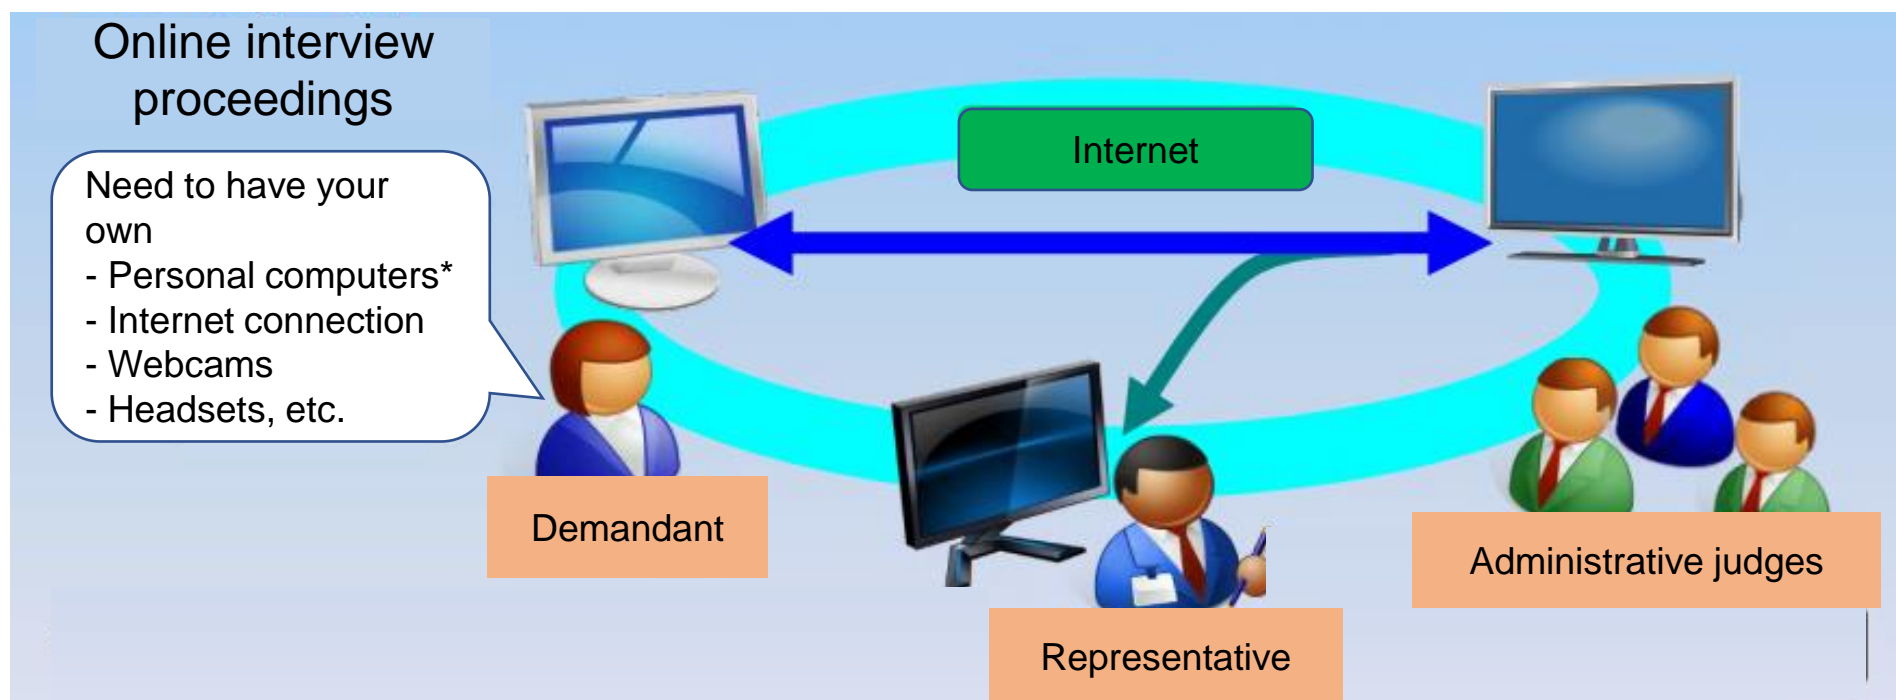 Online interview
proceedings
Need to have your
own
- Personal computers*
- Internet connection
- Webcams
- Headsets, etc.
Internet
Demandant
Representative
Administrative judges